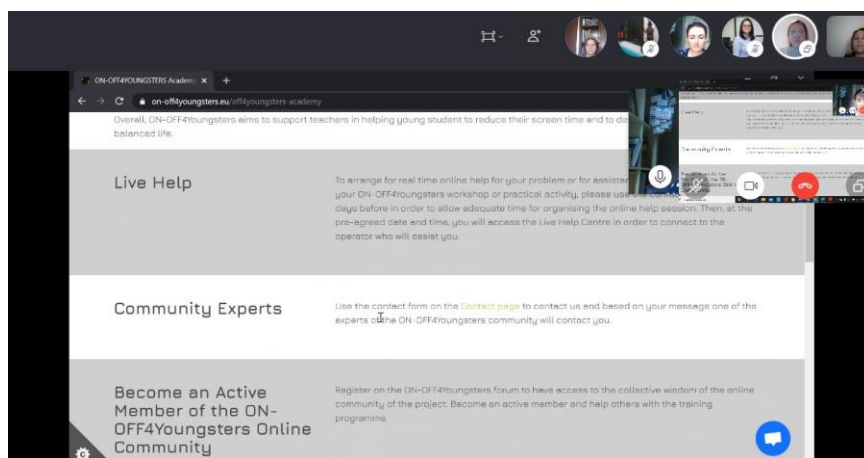 ON-OFF4YOUNGSTERS Academy
on-off4youngsters.eu/off4youngsters-academy
Overall, ON-OFF4Youngsters aims to support teachers in helping young student to reduce their screen time and to
balanced life.
Live Help
To arrange for real time online help for your problem or for
your ON-OFF4Youngsters workshop or practical activity, please use the
days before in order to allow adequate time for organising the online help session. Then, at the
pre-agreed date and time, you will access the Live Help Centre in order to connect to the
operator who will assist you.
Community Experts
Use the contact form on the Contact page to contact us and based on your message one of the
experts of the ON-OFF4Youngsters community will contact you.
Become an Active
Member of the ON-
OFF4Youngsters Online
Community
Register on the ON-OFF4Youngsters forum to have access to the collective wisdom of the online
community of the project. Become an active member and help others with the training
programme.
Live Help
Community Experts